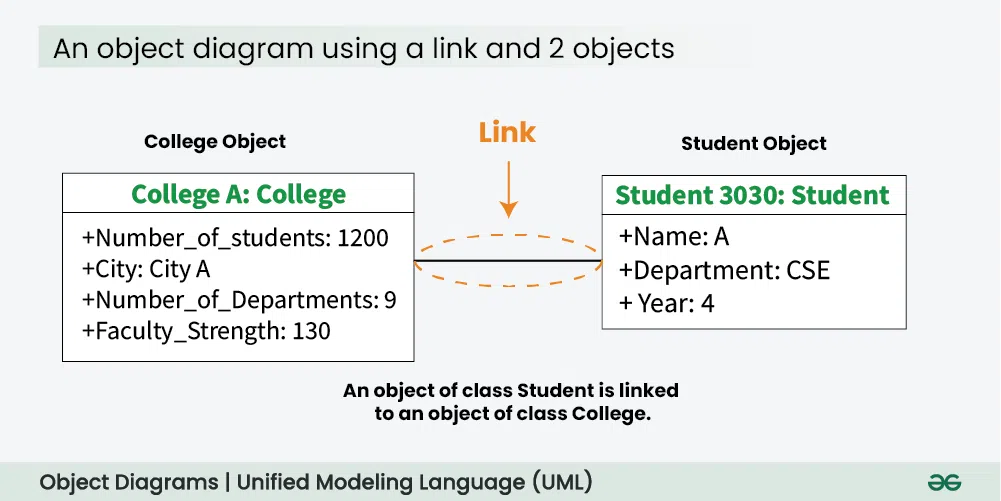 An object diagram using a link and 2 objects
College Object
Link
Student Object
College A: College
+Number_of_students: 1200
+City: City A
+Number_of_Departments: 9
+Faculty_Strength: 130
Student 3030: Student
+Name: A
+Department: CSE
+ Year: 4
An object of class Student is linked
to an object of class College.
Object Diagrams | Unified Modeling Language (UML)